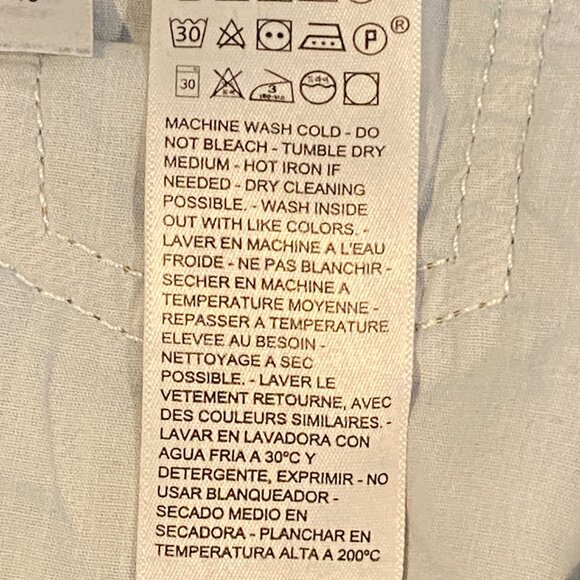 30 P ®
30 3
MACHINE WASH COLD - DO
NOT BLEACH - TUMBLE DRY
MEDIUM - HOT IRON IF
NEEDED - DRY CLEANING
POSSIBLE. - WASH INSIDE
OUT WITH LIKE COLORS. -
LAVER EN MACHINE A L'EAU
FROIDE - NE PAS BLANCHIR -
SECHER EN MACHINE A
TEMPERATURE MOYENNE -
REPASSER A TEMPERATURE
ELEVEE AU BESOIN -
NETTOYAGE A SEC
POSSIBLE. - LAVER LE
VETEMENT RETOURNE, AVEC
DES COULEURS SIMILAIRES. -
LAVAR EN LAVADORA CON
AGUA FRIA A 30ºC Y
DETERGENTE, EXPRIMIR - NO
USAR BLANQUEADOR -
SECADO MEDIO EN
SECADORA - PLANCHAR EN
TEMPERATURA ALTA A 200ºC